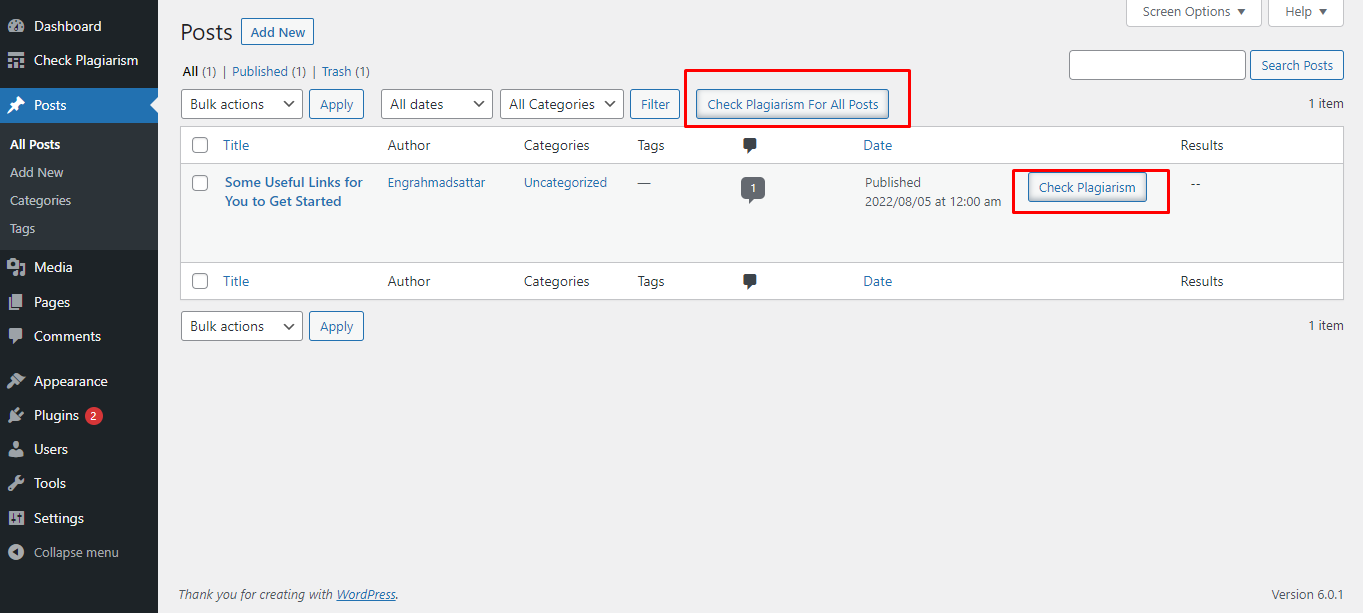 Dashboard
Check Plagiarism
Posts
All Posts
Add New
Categories
Tags
Media
Pages
Comments
Appearance
Plugins 2
Users
Tools
Settings
Collapse menu
Screen Options Help
Posts Add New
All (1) | Published (1) | Trash (1)
Search Posts
Bulk actions Apply All dates All Categories Filter Check Plagiarism For All Posts 1 item
Title Author Categories Tags Date Results
Some Useful Links for Engrahmadsattar Uncategorized — 1 Published Check Plagiarism --
You to Get Started 2022/08/05 at 12:00 am
Title Author Categories Tags Date Results
Bulk actions Apply 1 item
Thank you for creating with WordPress. Version 6.0.1